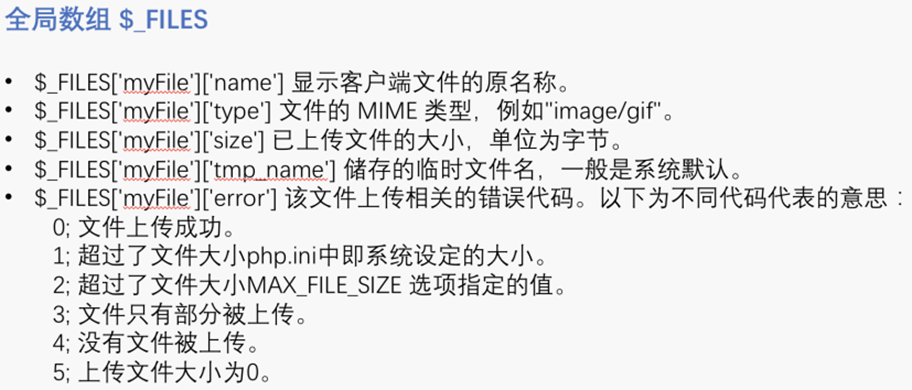 全局数组 $_FILES
• $_FILES['myFile']['name'] 显示客户端文件的原名称。
• $_FILES['myFile']['type'] 文件的 MIME 类型，例如"image/gif"。
• $_FILES['myFile']['size'] 已上传文件的大小，单位为字节。
• $_FILES['myFile']['tmp_name'] 储存的临时文件名，一般是系统默认。
• $_FILES['myFile']['error'] 该文件上传相关的错误代码。以下为不同代码代表的意思：
0; 文件上传成功。
1; 超过了文件大小php.ini中即系统设定的大小。
2; 超过了文件大小MAX_FILE_SIZE 选项指定的值。
3; 文件只有部分被上传。
4; 没有文件被上传。
5; 上传文件大小为0。